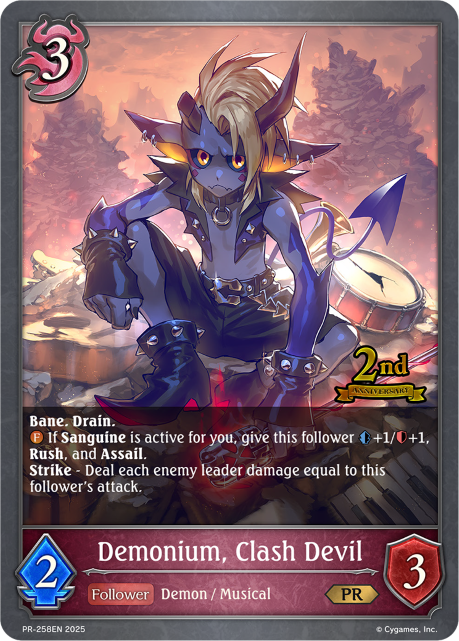 3
2nd
ANNIVERSARY
Bane. Drain.
F If Sanguine is active for you, give this follower +1/+1,
Rush, and Assail.
Strike - Deal each enemy leader damage equal to this
follower's attack.
Demonium, Clash Devil
2
Follower Demon / Musical PR
3
PR-258EN 2025 © Cygames, Inc.